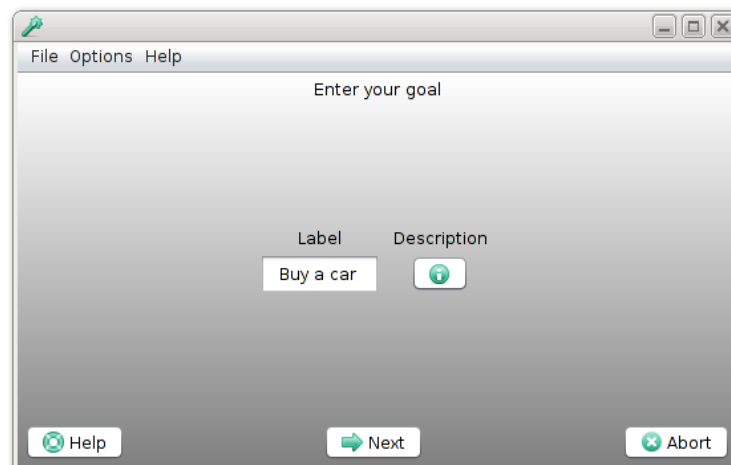 File Options Help
Enter your goal
Label Description
Buy a car
Help Next Abort